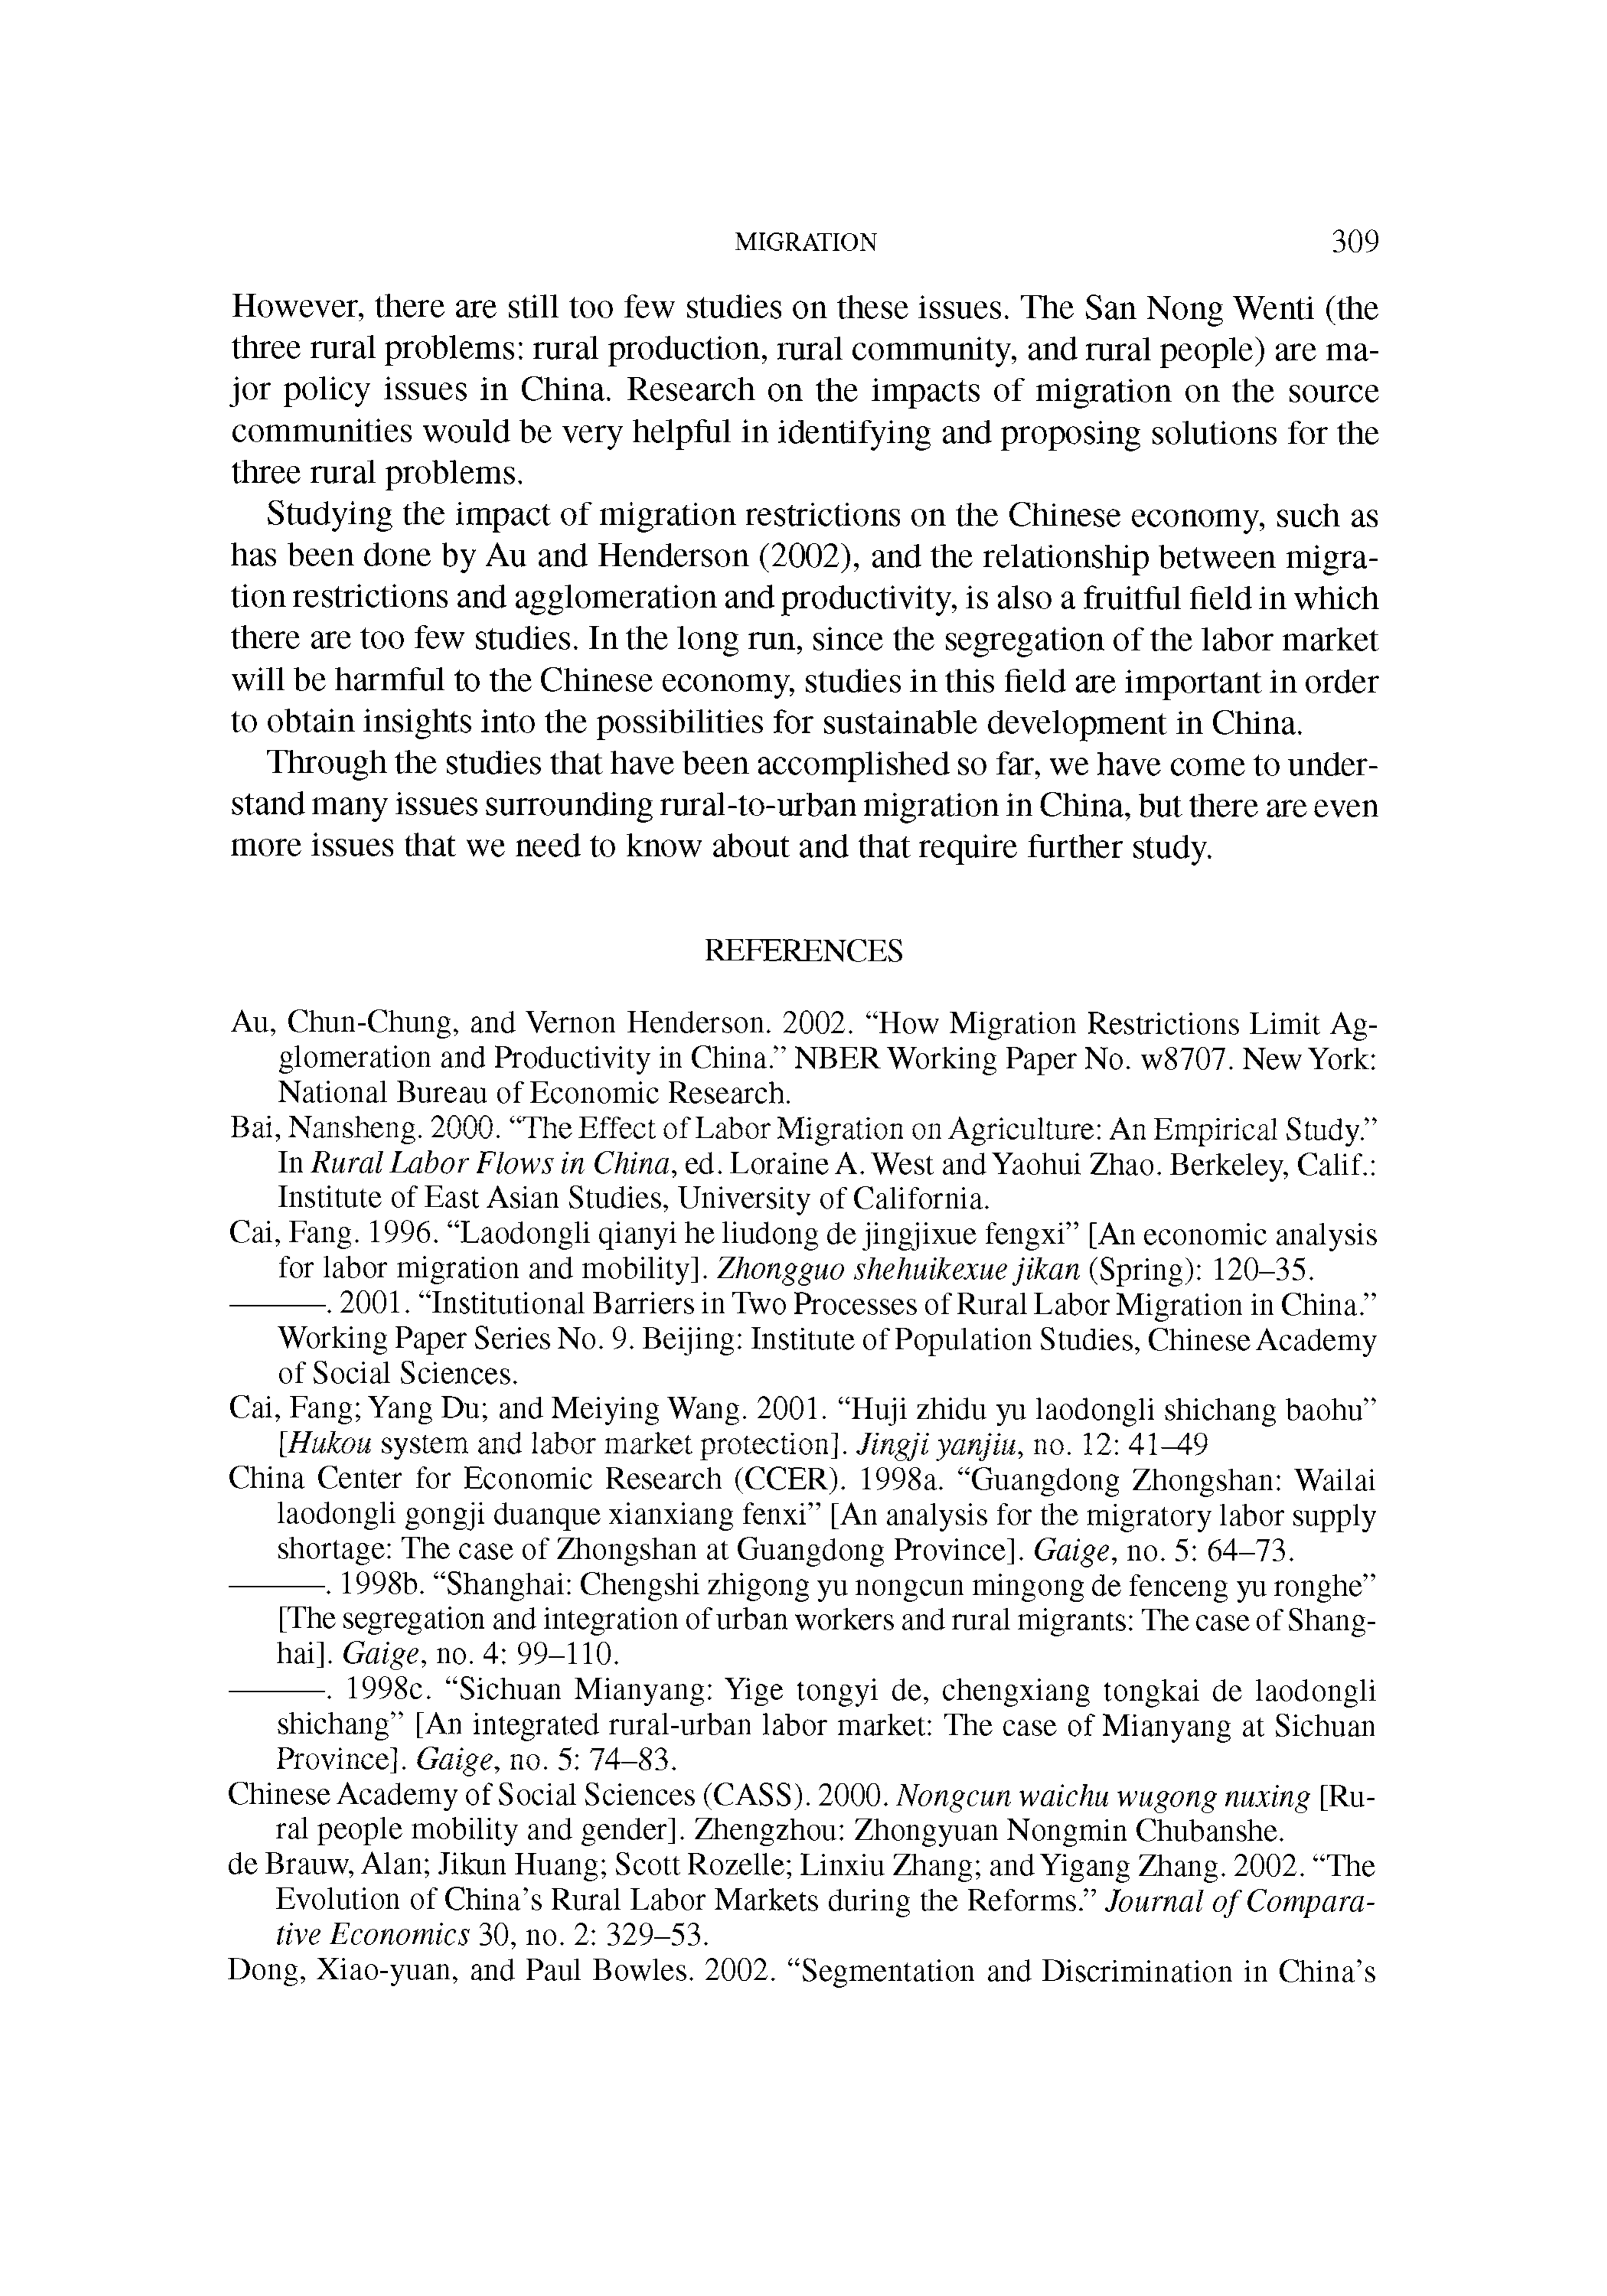 MIGRATION 309
However, there are still too few studies on these issues. The San Nong Wenti (the
three rural problems: rural production, rural community, and rural people) are ma-
jor policy issues in China. Research on the impacts of migration on the source
communities would be very helpful in identifying and proposing solutions for the
three rural problems.
Studying the impact of migration restrictions on the Chinese economy, such as
has been done by Au and Henderson (2002), and the relationship between migra-
tion restrictions and agglomeration and productivity, is also a fruitful field in which
there are too few studies. In the long run, since the segregation of the labor market
will be harmful to the Chinese economy, studies in this field are important in order
to obtain insights into the possibilities for sustainable development in China.
Through the studies that have been accomplished so far, we have come to under-
stand many issues surrounding rural-to-urban migration in China, but there are even
more issues that we need to know about and that require further study.
REFERENCES
Au, Chun-Chung, and Vernon Henderson. 2002. “How Migration Restrictions Limit Ag-
glomeration and Productivity in China.” NBER Working Paper No. w8707. New York:
National Bureau of Economic Research.
Bai, Nansheng. 2000. “The Effect of Labor Migration on Agriculture: An Empirical Study.”
In Rural Labor Flows in China, ed. Loraine A. West and Yaohui Zhao. Berkeley, Calif.:
Institute of East Asian Studies, University of California.
Cai, Fang. 1996. “Laodongli qianyi he liudong de jingjixue fengxi” [An economic analysis
for labor migration and mobility]. Zhongguo shehuikexue jikan (Spring): 120–35.
———. 2001. “Institutional Barriers in Two Processes of Rural Labor Migration in China.”
Working Paper Series No. 9. Beijing: Institute of Population Studies, Chinese Academy
of Social Sciences.
Cai, Fang; Yang Du; and Meiying Wang. 2001. “Huji zhidu yu laodongli shichang baohu”
[Hukou system and labor market protection]. Jingji yanjiu, no. 12: 41–49
China Center for Economic Research (CCER). 1998a. “Guangdong Zhongshan: Wailai
laodongli gongji duanque xianxiang fenxi” [An analysis for the migratory labor supply
shortage: The case of Zhongshan at Guangdong Province]. Gaige, no. 5: 64–73.
———. 1998b. “Shanghai: Chengshi zhigong yu nongcun mingong de fenceng yu ronghe”
[The segregation and integration of urban workers and rural migrants: The case of Shang-
hai]. Gaige, no. 4: 99–110.
———. 1998c. “Sichuan Mianyang: Yige tongyi de, chengxiang tongkai de laodongli
shichang” [An integrated rural-urban labor market: The case of Mianyang at Sichuan
Province]. Gaige, no. 5: 74–83.
Chinese Academy of Social Sciences (CASS). 2000. Nongcun waichu wugong nuxing [Ru-
ral people mobility and gender]. Zhengzhou: Zhongyuan Nongmin Chubanshe.
de Brauw, Alan; Jikun Huang; Scott Rozelle; Linxiu Zhang; and Yigang Zhang. 2002. “The
Evolution of China’s Rural Labor Markets during the Reforms.” Journal of Compara-
tive Economics 30, no. 2: 329–53.
Dong, Xiao-yuan, and Paul Bowles. 2002. “Segmentation and Discrimination in China’s